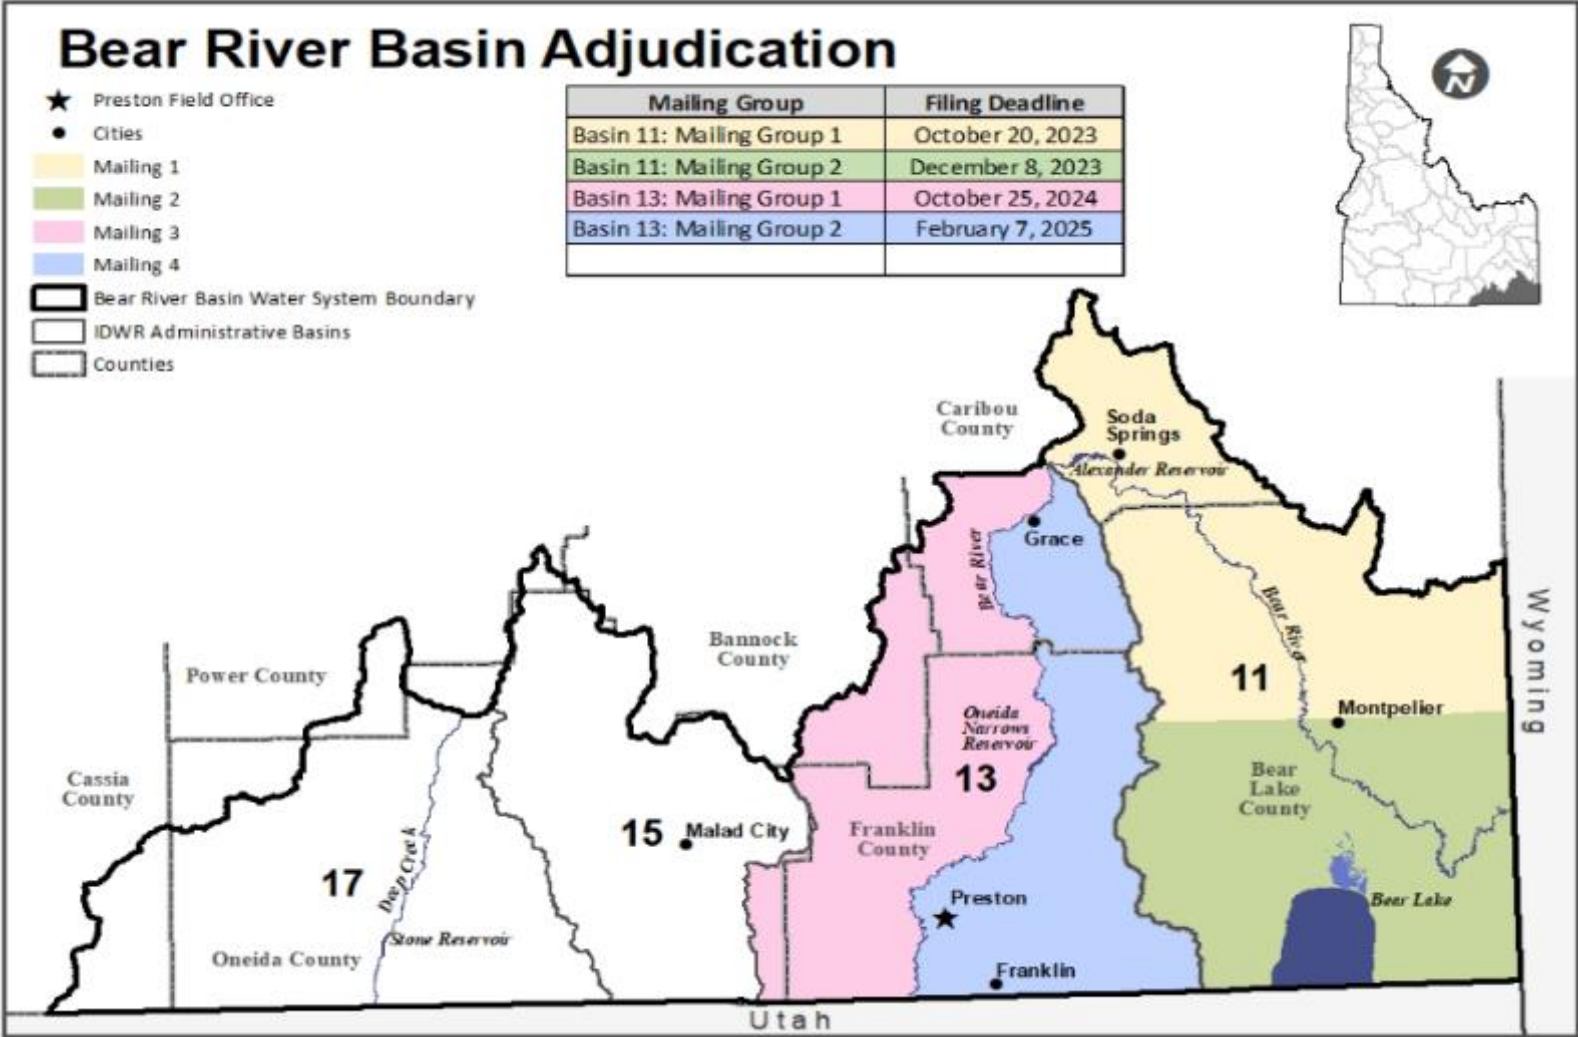 Bear River Basin Adjudication
Preston Field Office
Cities
Mailing 1
Mailing 2
Mailing 3
Mailing 4
Bear River Basin Water System Boundary
IDWR Administrative Basins
Counties
Mailing Group Filing Deadline
Basin 11: Mailing Group 1 October 20, 2023
Basin 11: Mailing Group 2 December 8, 2023
Basin 13: Mailing Group 1 October 25, 2024
Basin 13: Mailing Group 2 February 7, 2025
N
Caribou
County
Soda
Springs
Alexander Reservoir
Grace
Bear River
Bear River
Wyoming
Bannock
County
Power County
11
Montpelier
Oneida
Narrows
Reservoir
13
Cassia
County
Bear
Lake
County
15
Malad City
Franklin
County
17
Deep Creek
Preston
Bear Lake
Stone Reservoir
Oneida County
Franklin
Utah